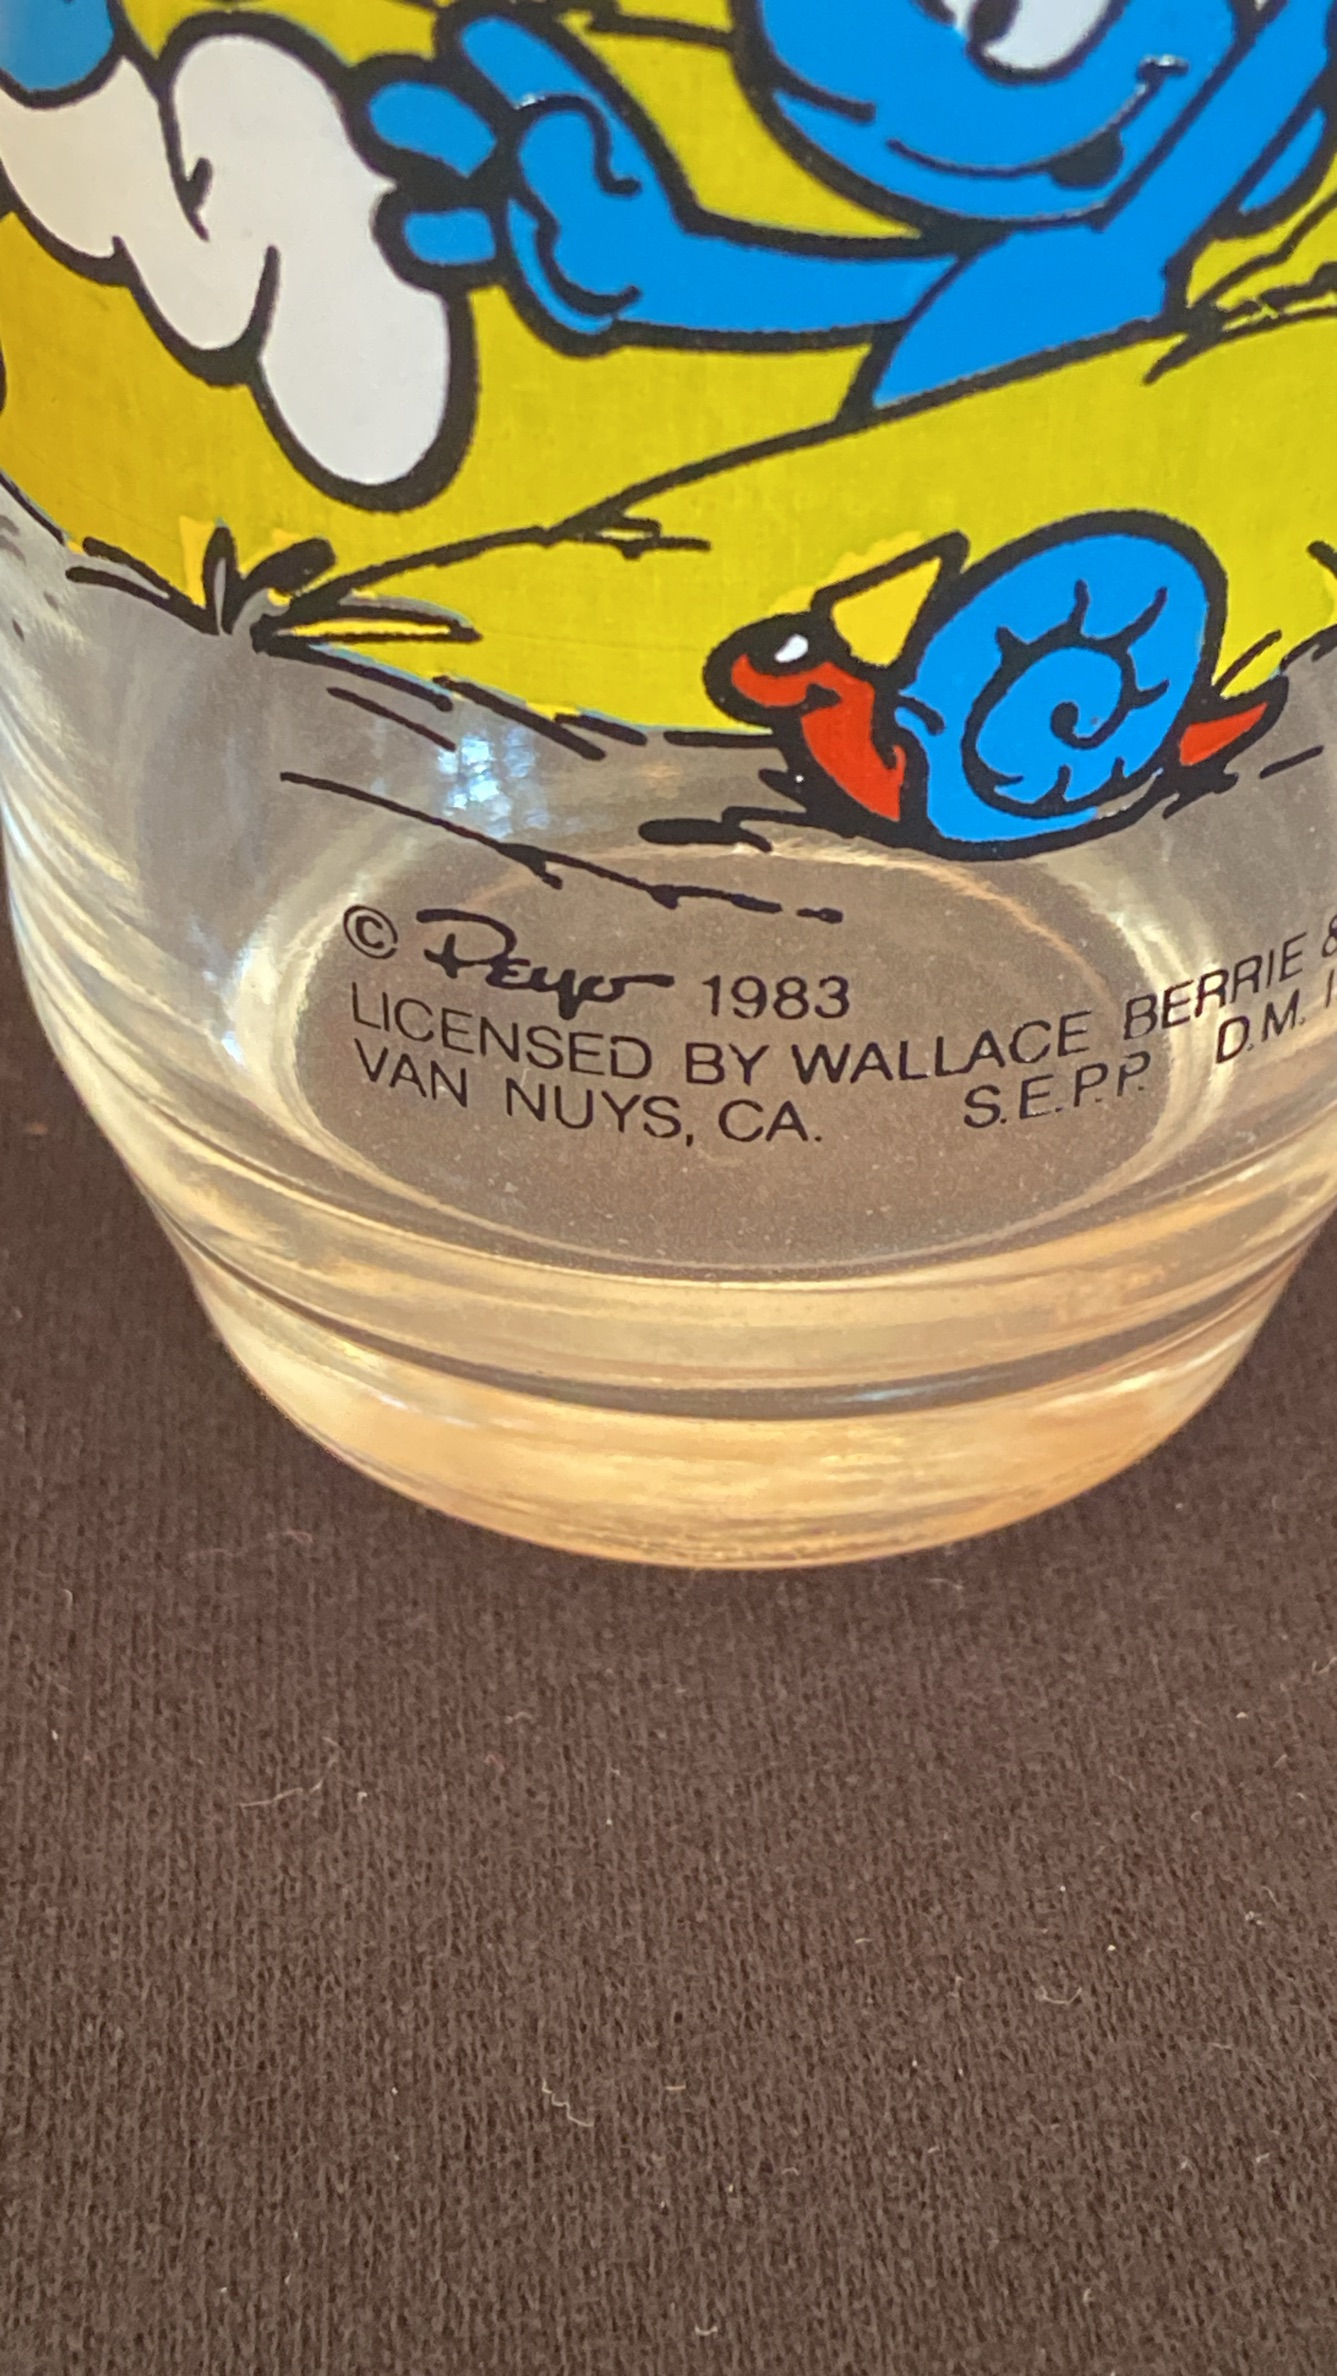 © Peyo 1983
LICENSED BY WALLACE BERRIE &
VAN NUYS, CA. S.E.P.P. D.M.